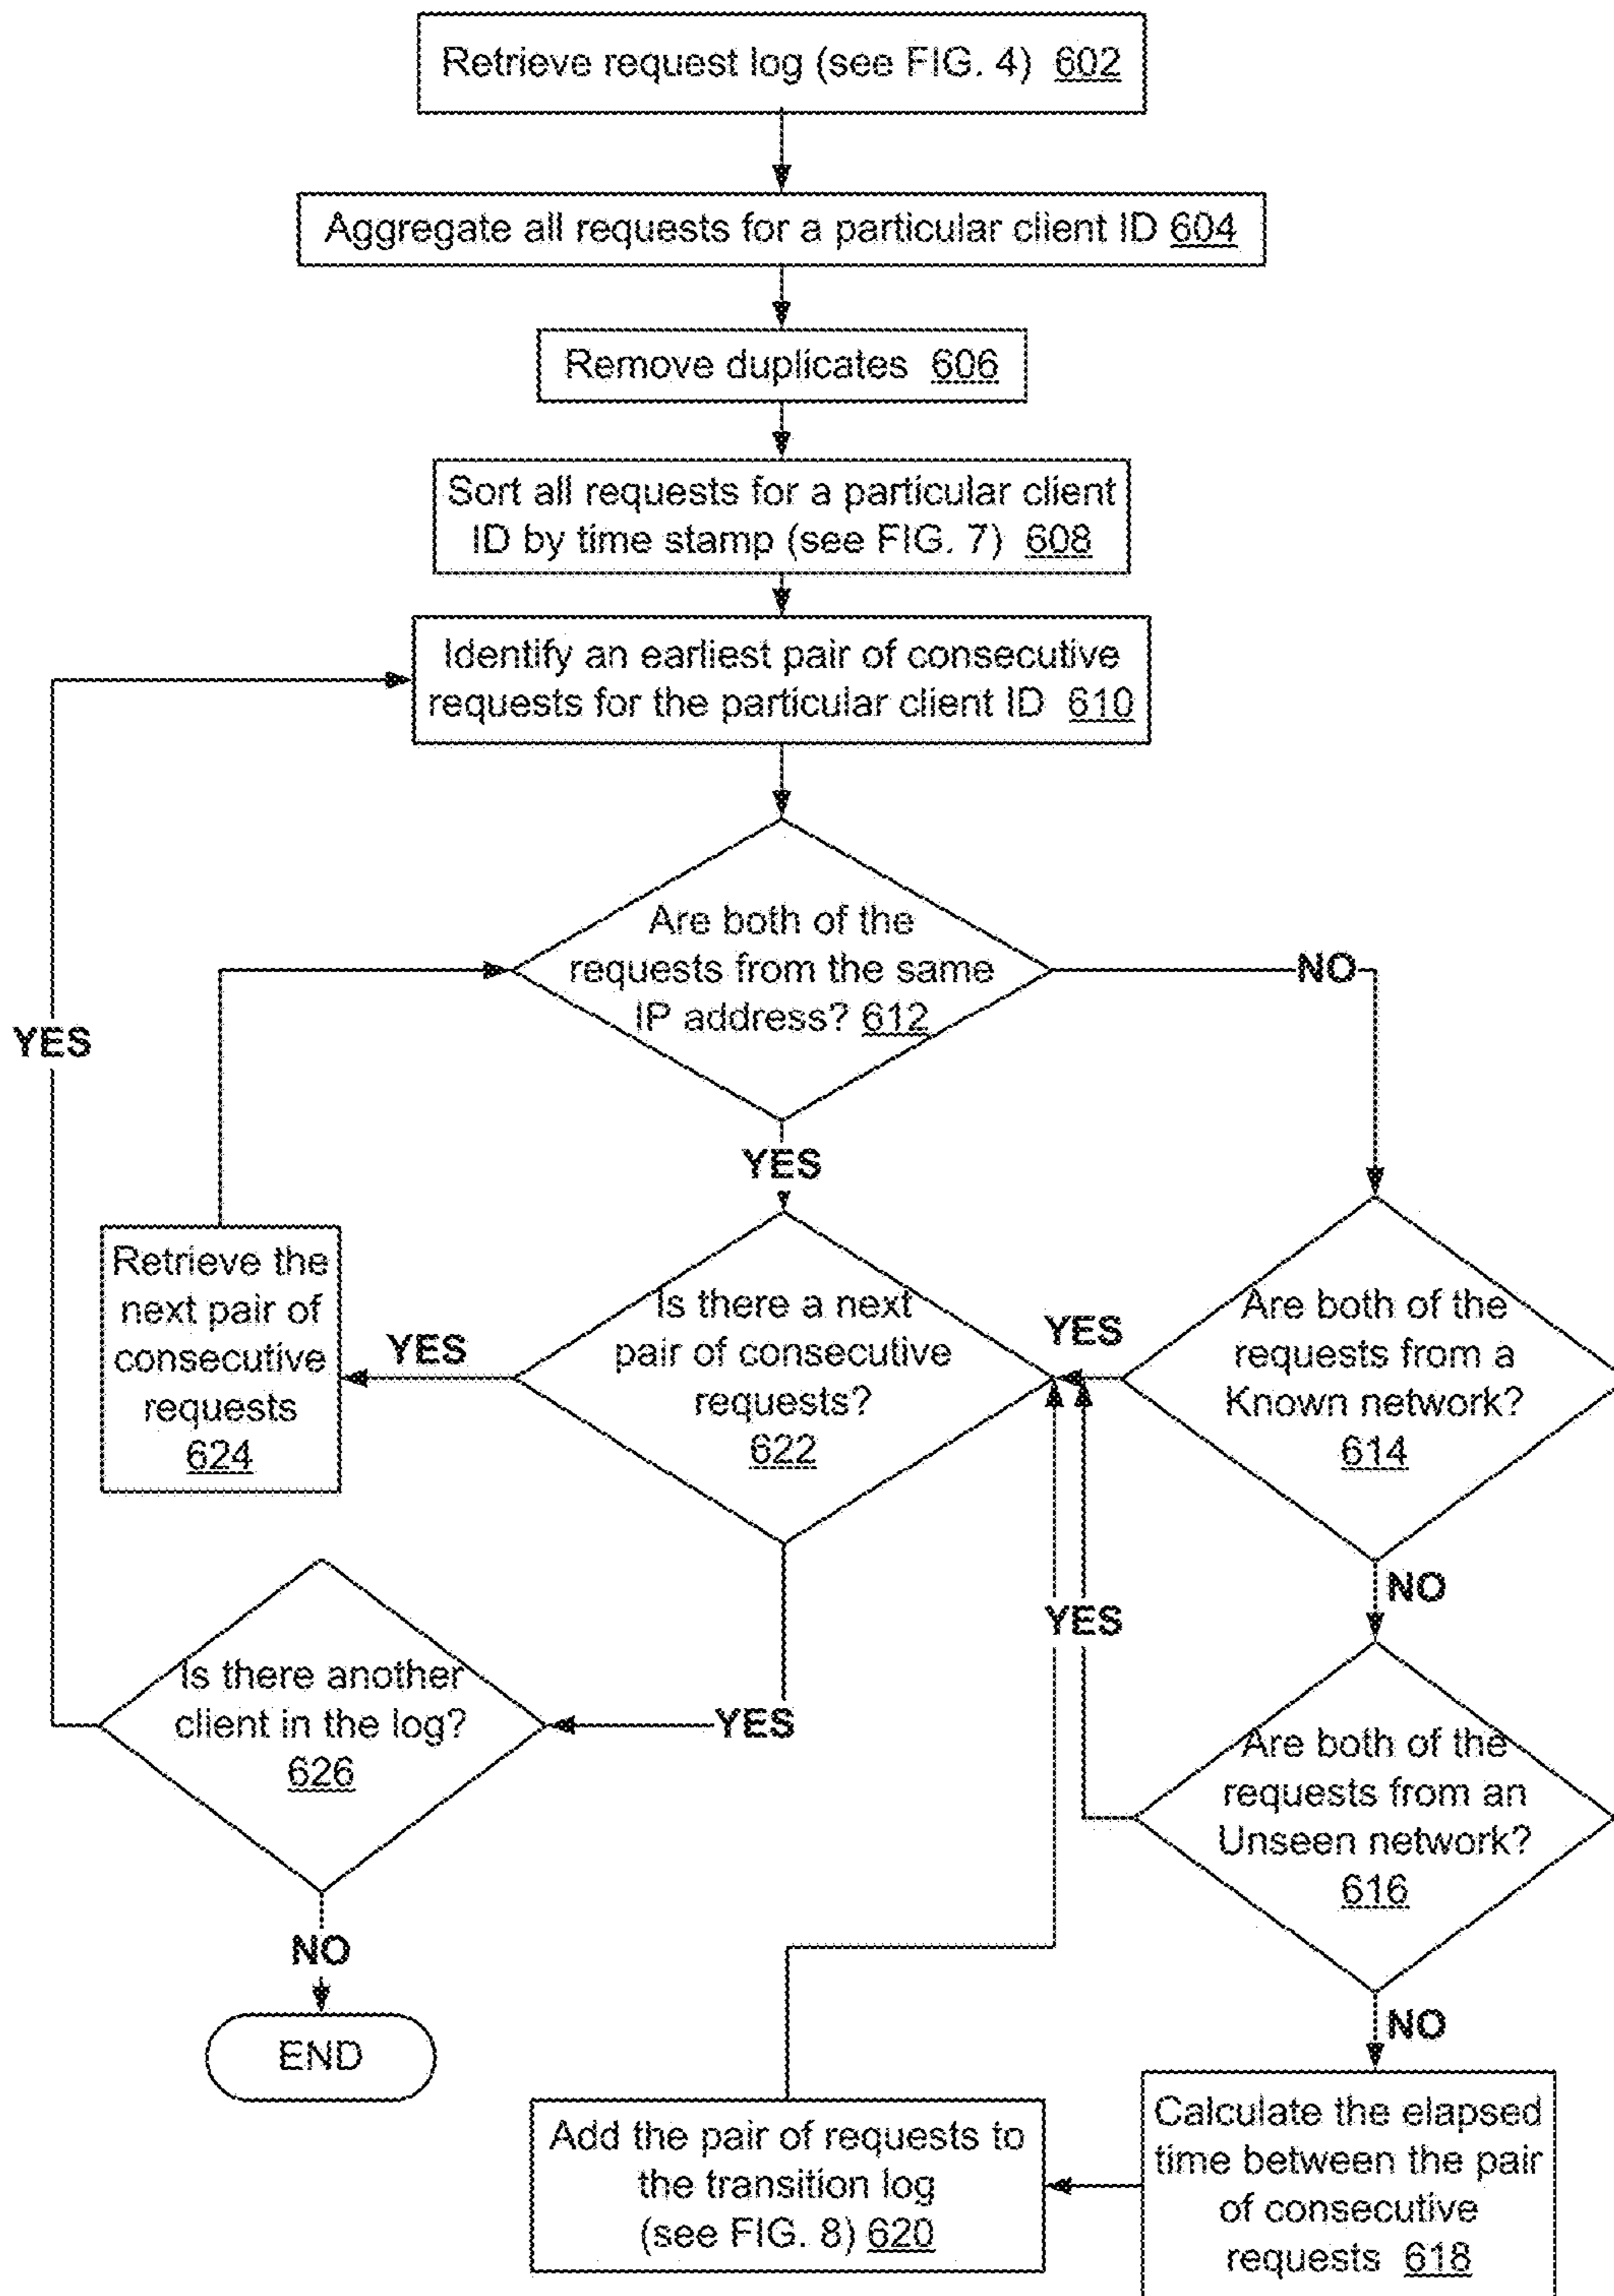 Retrieve request log (see FIG. 4) 602
Aggregate all requests for a particular client ID 604
Remove duplicates 606
Sort all requests for a particular client
ID by time stamp (see FIG. 7) 608
Identify an earliest pair of consecutive
requests for the particular client ID 610
Are both of the
requests from the same
IP address? 612
NO
YES
YES
Retrieve the
next pair of
consecutive
requests
624
YES
Is there a next
pair of consecutive
requests?
622
YES
Are both of the
requests from a
Known network?
614
NO
YES
Is there another
client in the log?
626
YES
Are both of the
requests from an
Unseen network?
616
NO
END
NO
Add the pair of requests to
the transition log
(see FIG. 8) 620
Calculate the elapsed
time between the pair
of consecutive
requests 618